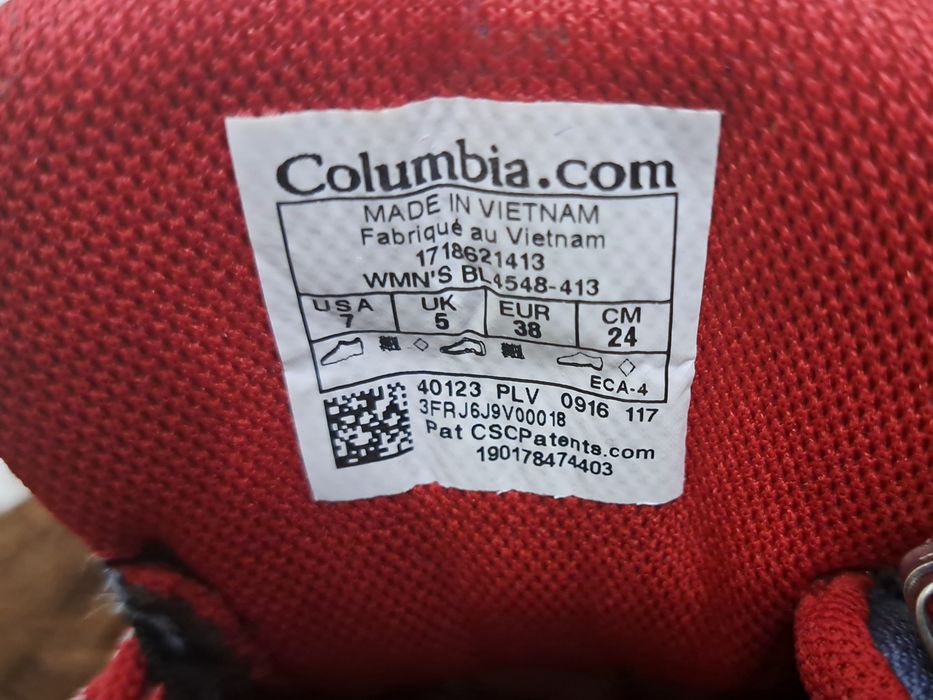 Columbia.com
MADE IN VIETNAM
Fabriqué au Vietnam
1718621413
WMN'S BL4548-413
USA UK EUR CM
7 5 38 24
ECA-4
40123 PLV 0916 117
3FRJ6J9V00018
Pat CSCPatents.com
190178474403